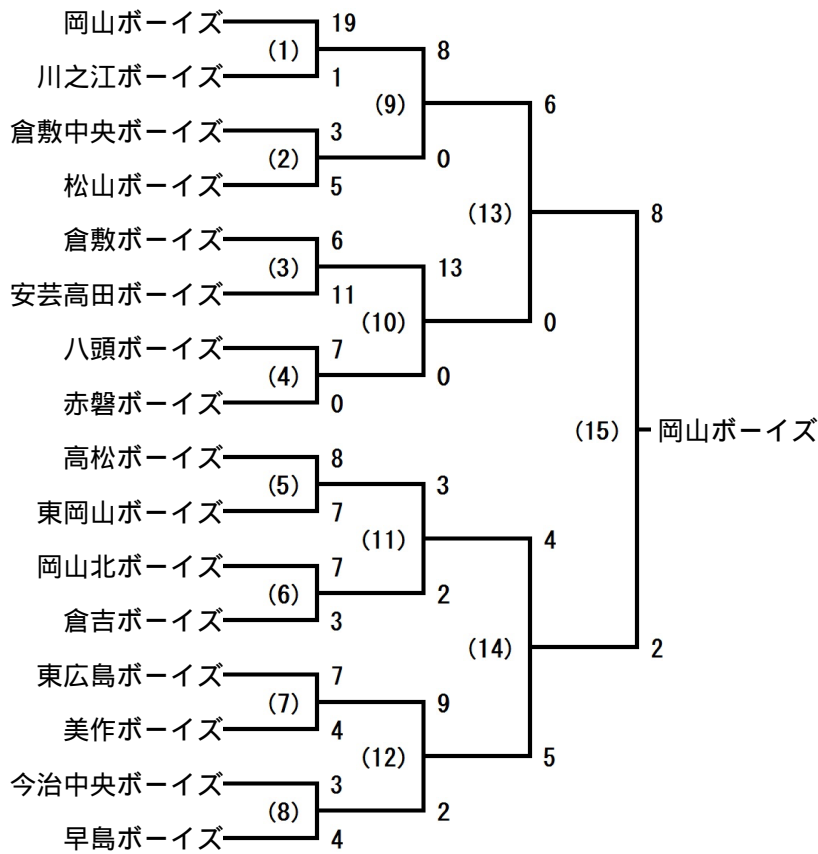 岡山ボーイズ 19
(1) 8
川之江ボーイズ 1
(9) 6
倉敷中央ボーイズ 3
(2) 0
松山ボーイズ 5
(13) 8
倉敷ボーイズ 6
(3) 13
安芸高田ボーイズ 11
(10) 0
八頭ボーイズ 7
(4) 0
赤磐ボーイズ 0
(15) 岡山ボーイズ
高松ボーイズ 8
(5) 3
東岡山ボーイズ 7
(11) 4
岡山北ボーイズ 7
(6) 2
倉吉ボーイズ 3
(14) 2
東広島ボーイズ 7
(7) 9
美作ボーイズ 4
(12) 5
今治中央ボーイズ 3
(8) 2
早島ボーイズ 4